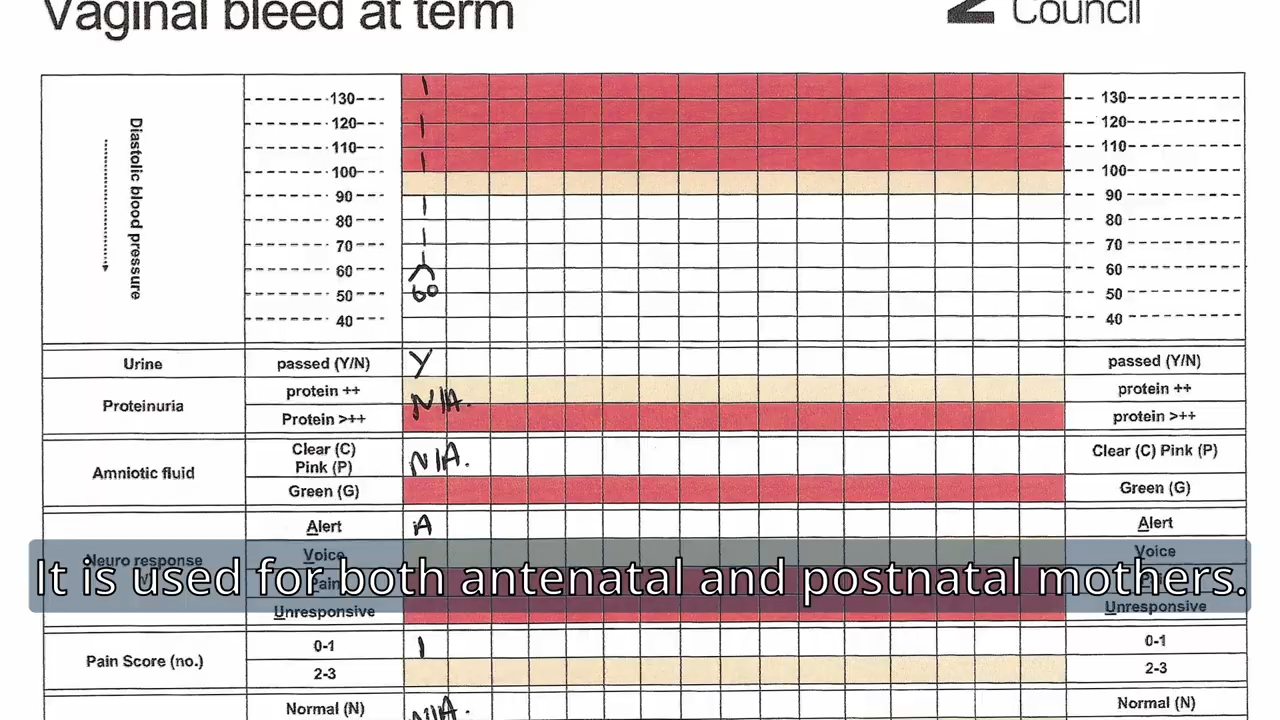 Vaginal bleed at term
Council
Diastolic blood pressure
130 130
120 120
110 110
100 100
90 90
80 80
70 70
60 60
60
50 50
40 40
Urine passed (Y/N) Y passed (Y/N)
Proteinuria
protein ++ N/A. protein ++
Protein >++ protein >++
Amniotic fluid
Clear (C) Clear (C) Pink (P)
Pink (P) N/A.
Green (G) Green (G)
Alert A Alert
Neuro response
Voice Voice
Pain
Unresponsive Unresponsive
It is used for both antenatal and postnatal mothers.
Pain Score (no.)
0-1 1 0-1
2-3 2-3
Normal (N) N/A. Normal (N)